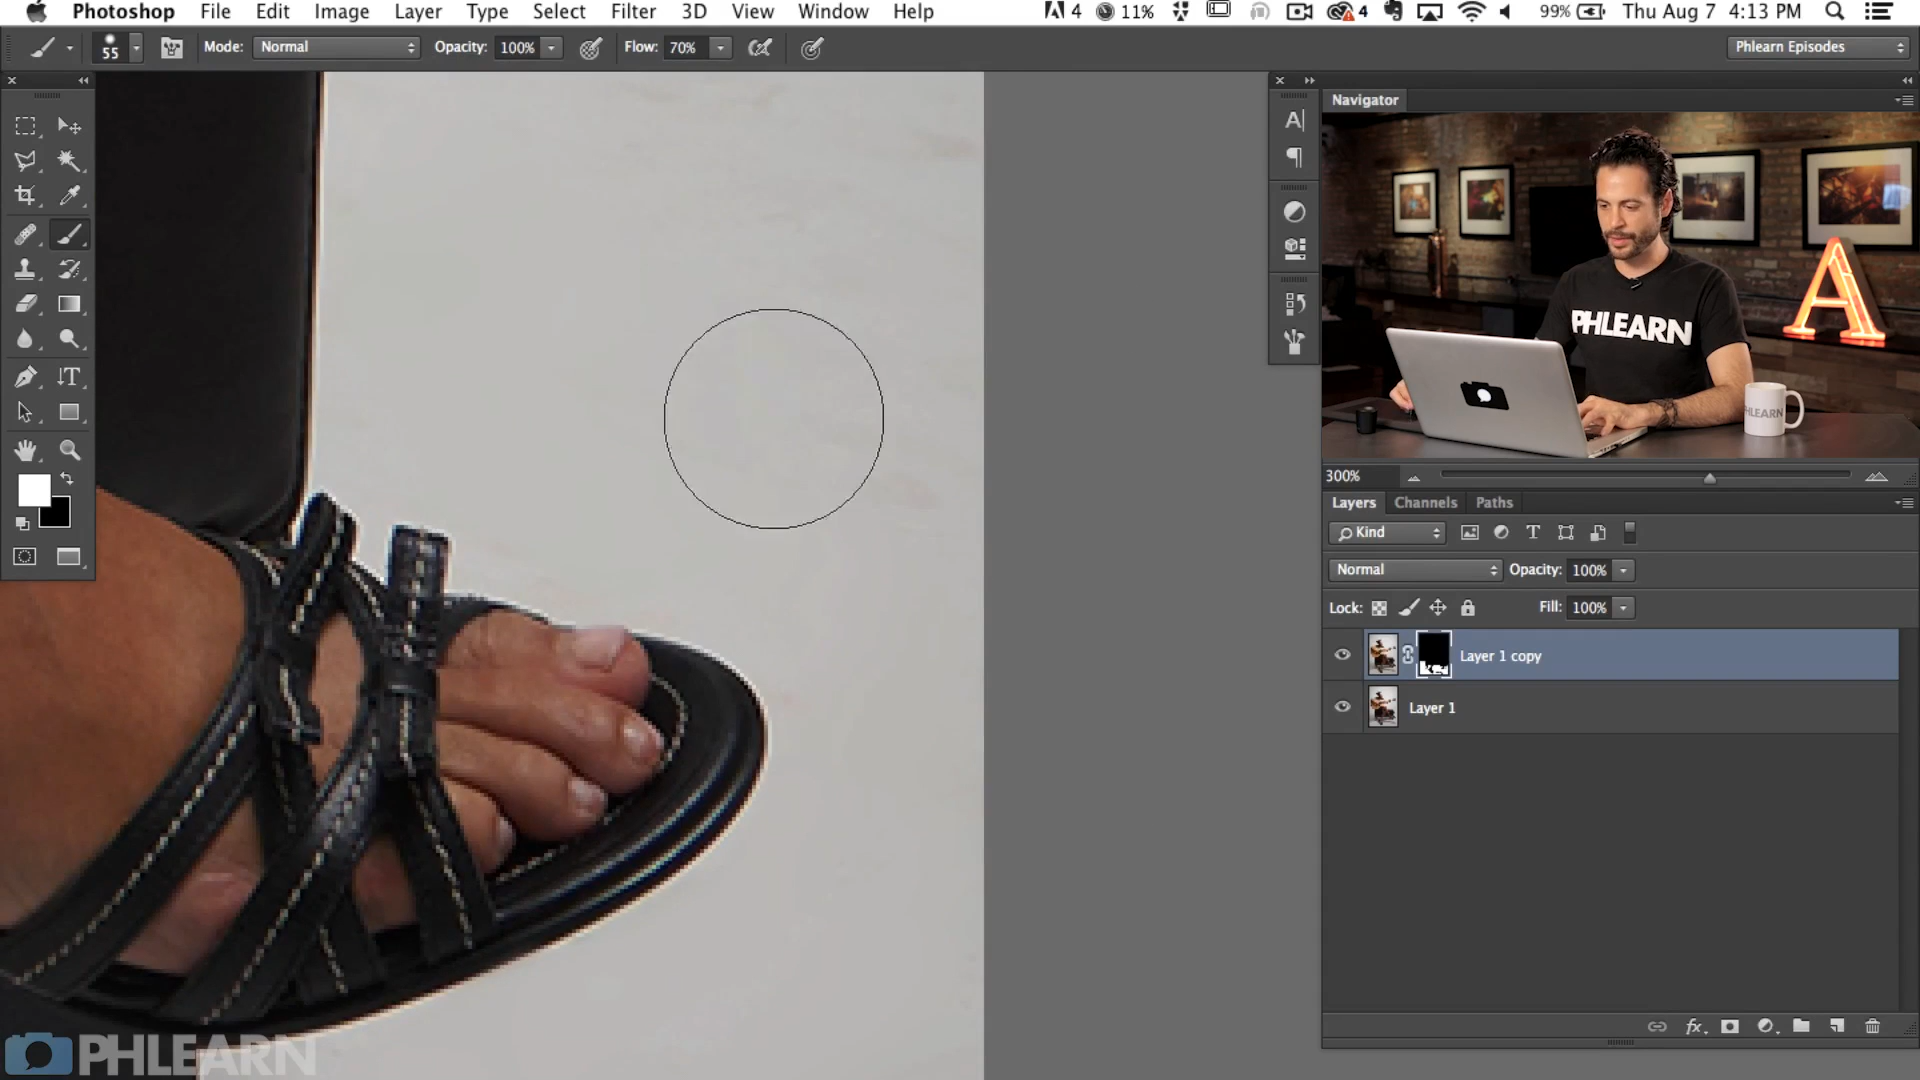 Photoshop File Edit Image Layer Type Select Filter 3D View Window Help 4 11% 4 99% Thu Aug 7 4:13 PM
55 Mode: Normal Opacity: 100% Flow: 70% Phlearn Episodes
Navigator
PHLEARN
A
PHLEARN
300%
Layers Channels Paths
Kind
Normal Opacity: 100%
Lock: Fill: 100%
Layer 1 copy
Layer 1
fx
PHLEARN